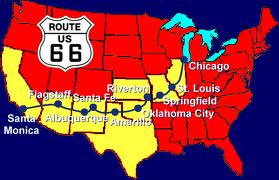 ROUTE
US
66
Chicago
Riverton
St. Louis
Flagstaff
Santa Fe
Springfield
Oklahoma City
Santa
Monica
Albuquerque
Amarillo